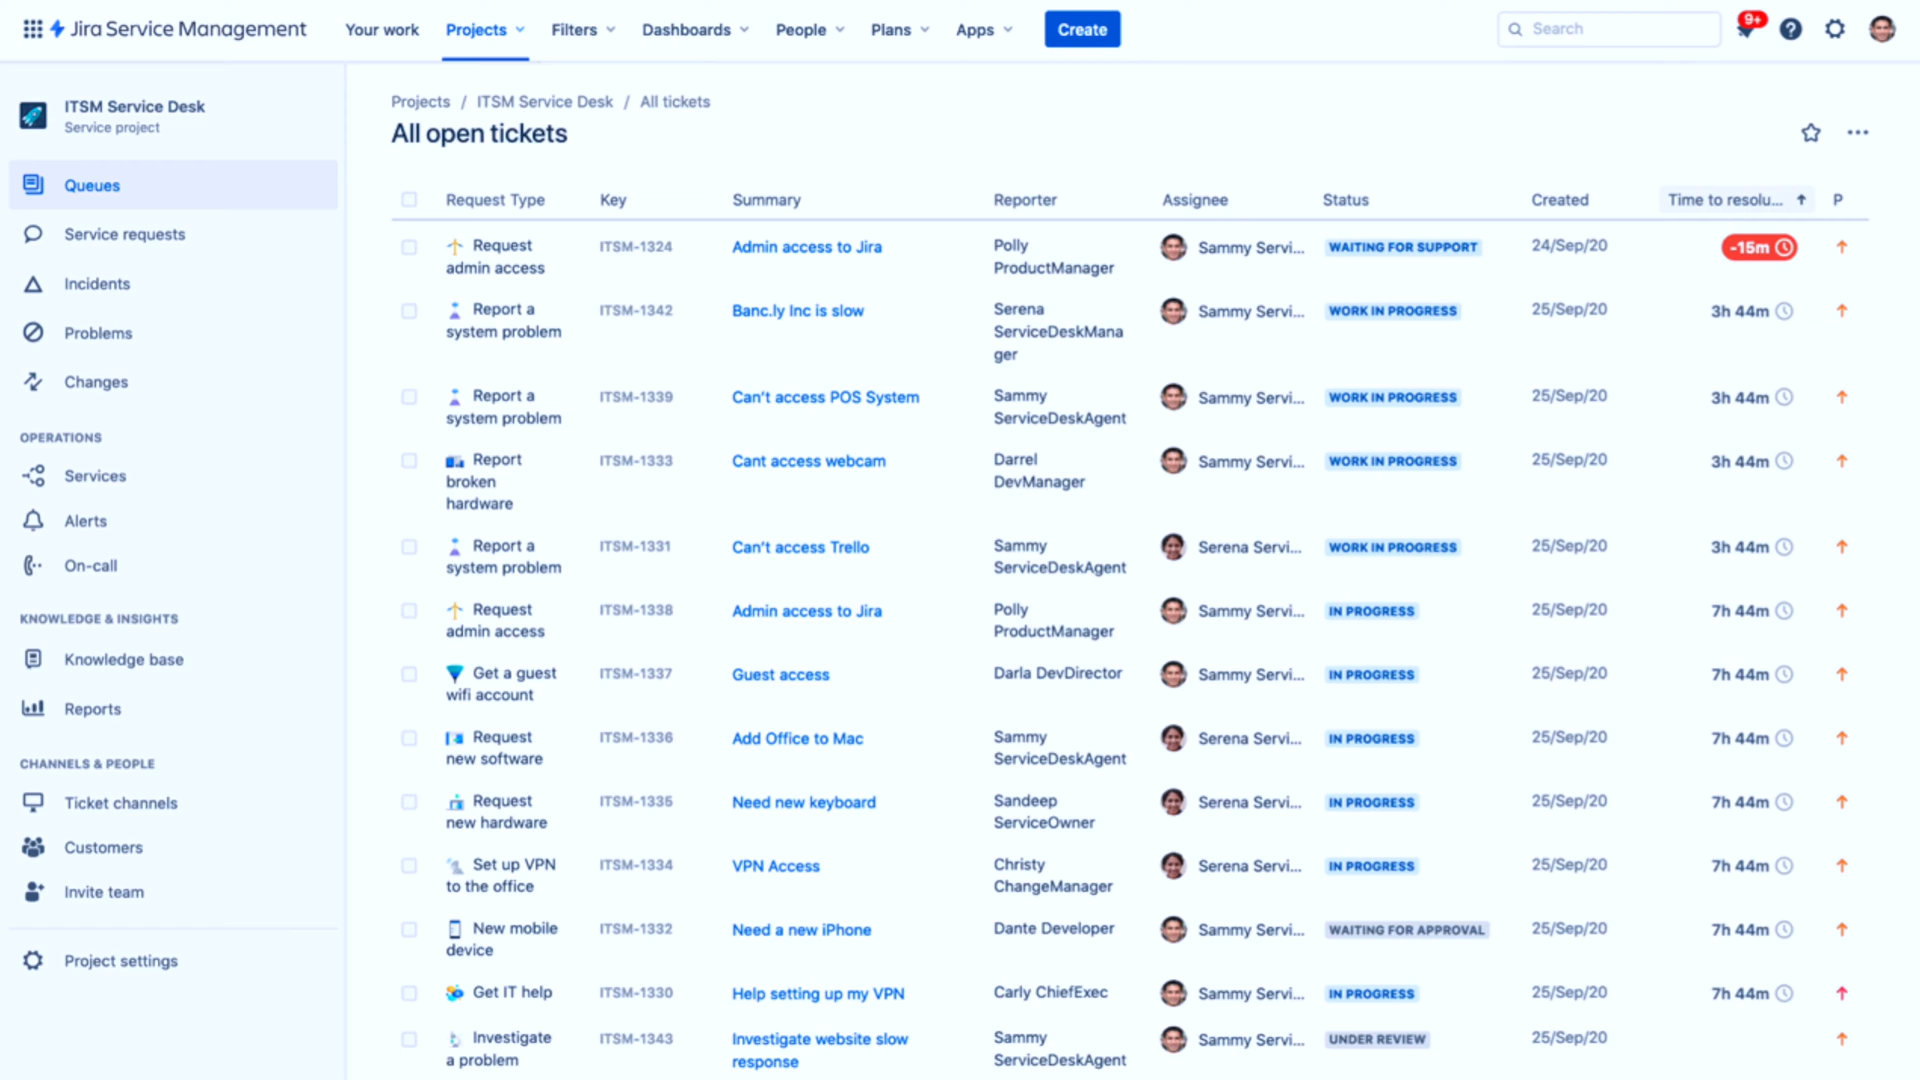 Jira Service Management Your work Projects Filters Dashboards People Plans Apps Create Search 9+
ITSM Service Desk
Service project
Queues
Service requests
Incidents
Problems
Changes
OPERATIONS
Services
Alerts
On-call
KNOWLEDGE & INSIGHTS
Knowledge base
Reports
CHANNELS & PEOPLE
Ticket channels
Customers
Invite team
Project settings
Projects / ITSM Service Desk / All tickets
All open tickets
Request Type Key Summary Reporter Assignee Status Created Time to resolu... P
Request ITSM-1324 Admin access to Jira Polly Sammy Servi... WAITING FOR SUPPORT 24/Sep/20 -15m
admin access ProductManager
Report a ITSM-1342 Banc.ly Inc is slow Serena Sammy Servi... WORK IN PROGRESS 25/Sep/20 3h 44m
system problem ServiceDeskMana
ger
Report a ITSM-1339 Can't access POS System Sammy Sammy Servi... WORK IN PROGRESS 25/Sep/20 3h 44m
system problem ServiceDeskAgent
Report ITSM-1333 Cant access webcam Darrel Sammy Servi... WORK IN PROGRESS 25/Sep/20 3h 44m
broken DevManager
hardware
Report a ITSM-1331 Can't access Trello Sammy Serena Servi... WORK IN PROGRESS 25/Sep/20 3h 44m
system problem ServiceDeskAgent
Request ITSM-1338 Admin access to Jira Polly Sammy Servi... IN PROGRESS 25/Sep/20 7h 44m
admin access ProductManager
Get a guest ITSM-1337 Guest access Darla DevDirector Sammy Servi... IN PROGRESS 25/Sep/20 7h 44m
wifi account
Request ITSM-1336 Add Office to Mac Sammy Serena Servi... IN PROGRESS 25/Sep/20 7h 44m
new software ServiceDeskAgent
Request ITSM-1335 Need new keyboard Sandeep Serena Servi... IN PROGRESS 25/Sep/20 7h 44m
new hardware ServiceOwner
Set up VPN ITSM-1334 VPN Access Christy Serena Servi... IN PROGRESS 25/Sep/20 7h 44m
to the office ChangeManager
New mobile ITSM-1332 Need a new iPhone Dante Developer Sammy Servi... WAITING FOR APPROVAL 25/Sep/20 7h 44m
device
Get IT help ITSM-1330 Help setting up my VPN Carly ChiefExec Sammy Servi... IN PROGRESS 25/Sep/20 7h 44m
Investigate ITSM-1343 Investigate website slow Sammy Sammy Servi... UNDER REVIEW 25/Sep/20
a problem response ServiceDeskAgent